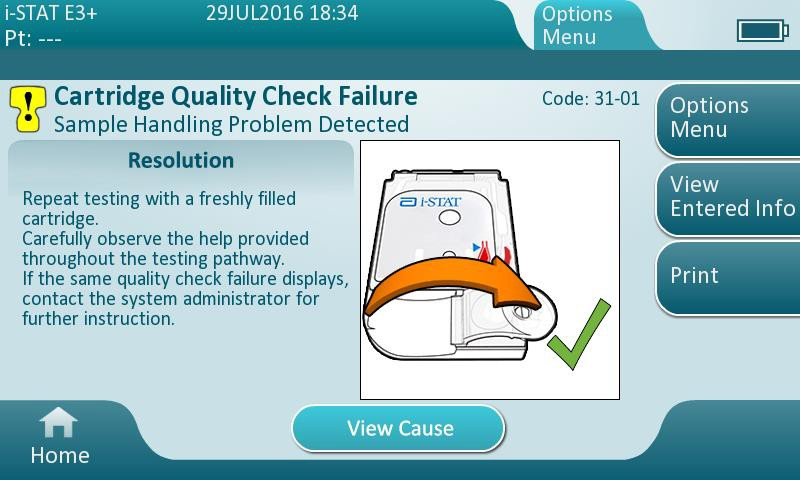 i-STAT E3+
29JUL2016 18:34
Options
Menu
Pt: ---
Cartridge Quality Check Failure
Code: 31-01
Sample Handling Problem Detected
Resolution
Repeat testing with a freshly filled
cartridge.
Carefully observe the help provided
throughout the testing pathway.
If the same quality check failure displays,
contact the system administrator for
further instruction.
i-STAT
Options
Menu
View
Entered Info
Print
View Cause
Home